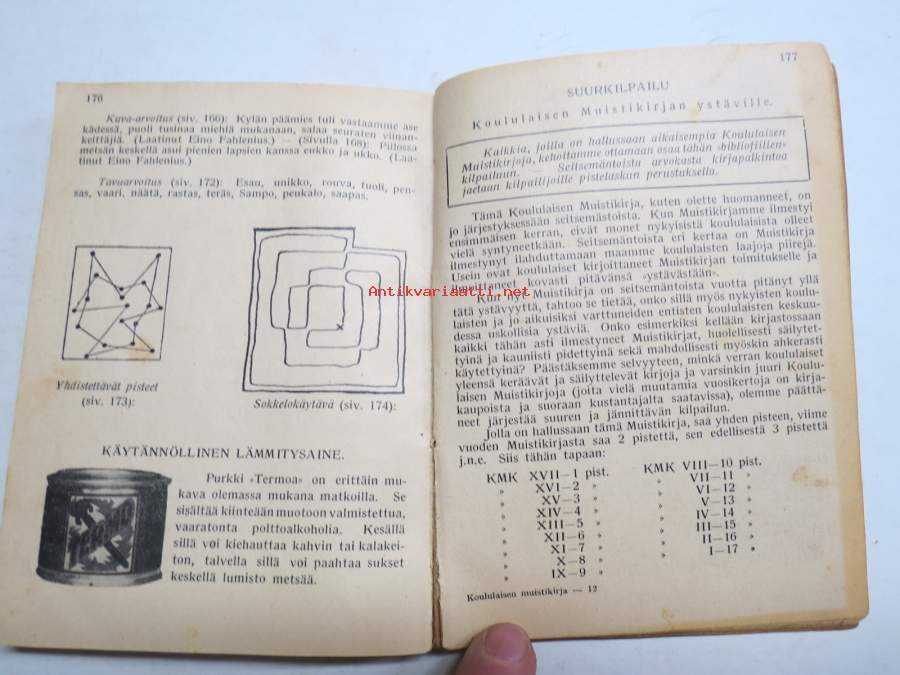 176
Kuva-arvoitus (siv. 166): Kylän päämies tuli vastaamme ase
kädessä, puoli tusinaa miehiä mukanaan, salaa seuraten viinan-
keittäjiä. (Laatinut Eino Fahlenius.) — (Sivulla 168): Piilossa
metsän keskellä asui pienten lapsien kanssa eukko ja ukko. (Laa-
tinut Eino Fahlenius.)
Tavuarvoitus (siv. 172): Esau, unikko, rouva, tuoli, pen-
sas, vaari, näätä, rastas, teräs, Sampo, peukalo, saapas.
Yhdistettävät pisteet
(siv. 173):
Sokkelokäytävä (siv. 174):
KÄYTÄNNÖLLINEN LÄMMITYSAINE.
TERMO
Purkki »Termoa» on erittäin mu-
kava olemassa mukana matkoilla. Se
sisältää kiinteään muotoon valmistettua,
vaaratonta polttoalkoholia. Kesällä
sillä voi kiehauttaa kahvin tai kalakei-
ton, talvella sillä voi paahtaa sukset
keskellä lumisto metsää.
177
SUURKILPAILU
Koululaisen Muistikirjan ystäville.
Kaikkia, joilla on hallussaan aikaisempia Koululaisen
Muistikirjoja, kehoitamme ottamaan osaa tähän »bibliofiilien»
kilpailuun. — Seitsemäntoista arvokasta kirjapalkintoa
jaetaan kilpailijoille pistelaskun perustuksella.
Tämä Koululaisen Muistikirja, kuten olette huomanneet, on
jo järjestyksessään seitsemästoista. Kun Muistikirjamme ilmestyi
ensimmäisen kerran, eivät monet nykyisistä koululaisista olleet
vielä syntyneetkään. Seitsemäntoista eri kertaa on Muistikirja
ilmestynyt ilahduttamaan maamme koululaisten laajoja piirejä.
Usein ovat koululaiset kirjoittaneet Muistikirjan toimitukselle ja
kovasti pitävänsä »ystävästään».
Kun nyt Muistikirja on seitsemäntoista vuotta pitänyt yllä
tätä ystävyyttä, tahtoo se tietää, onko sillä myös nykyisten koulu-
laisten ja jo aikuisiksi varttuneiden entisten koululaisten keskuu-
dessa uskollisia ystäviä. Onko esimerkiksi kellään kirjastossaan
kaikki tähän asti ilmestyneet Muistikirjat, huolellisesti säilytet-
tyinä ja kauniisti pidettyinä sekä mahdollisesti myöskin ahkerasti
käytettyinä? Päästäksemme selvyyteen, minkä verran koululaiset
yleensä keräävät ja säilyttelevät kirjoja ja varsinkin juuri Koulu-
laisen Muistikirjoja (joita vielä muutamia vuosikertoja on kirja-
kaupoista ja suoraan kustantajalta saatavissa), olemme päättä-
neet järjestää suuren ja jännittävän kilpailun.
Jolla on hallussaan tämä Muistikirja, saa yhden pisteen, viime
vuoden Muistikirjasta saa 2 pistettä, sen edellisestä 3 pistettä
j.n.e. Siis tähän tapaan:
KMK XVII—1 pist.
» XVI—2 »
» XV—3 »
» XIV—4 »
» XIII—5 »
» XII—6 »
» XI—7 »
» X—8 »
» IX—9 »
KMK VIII—10 pist.
» VII—11 »
» VI—12 »
» V—13 »
» IV—14 »
» III—15 »
» II—16 »
» I—17 »
Koululaisen muistikirja — 12
Antikvariaatti.net